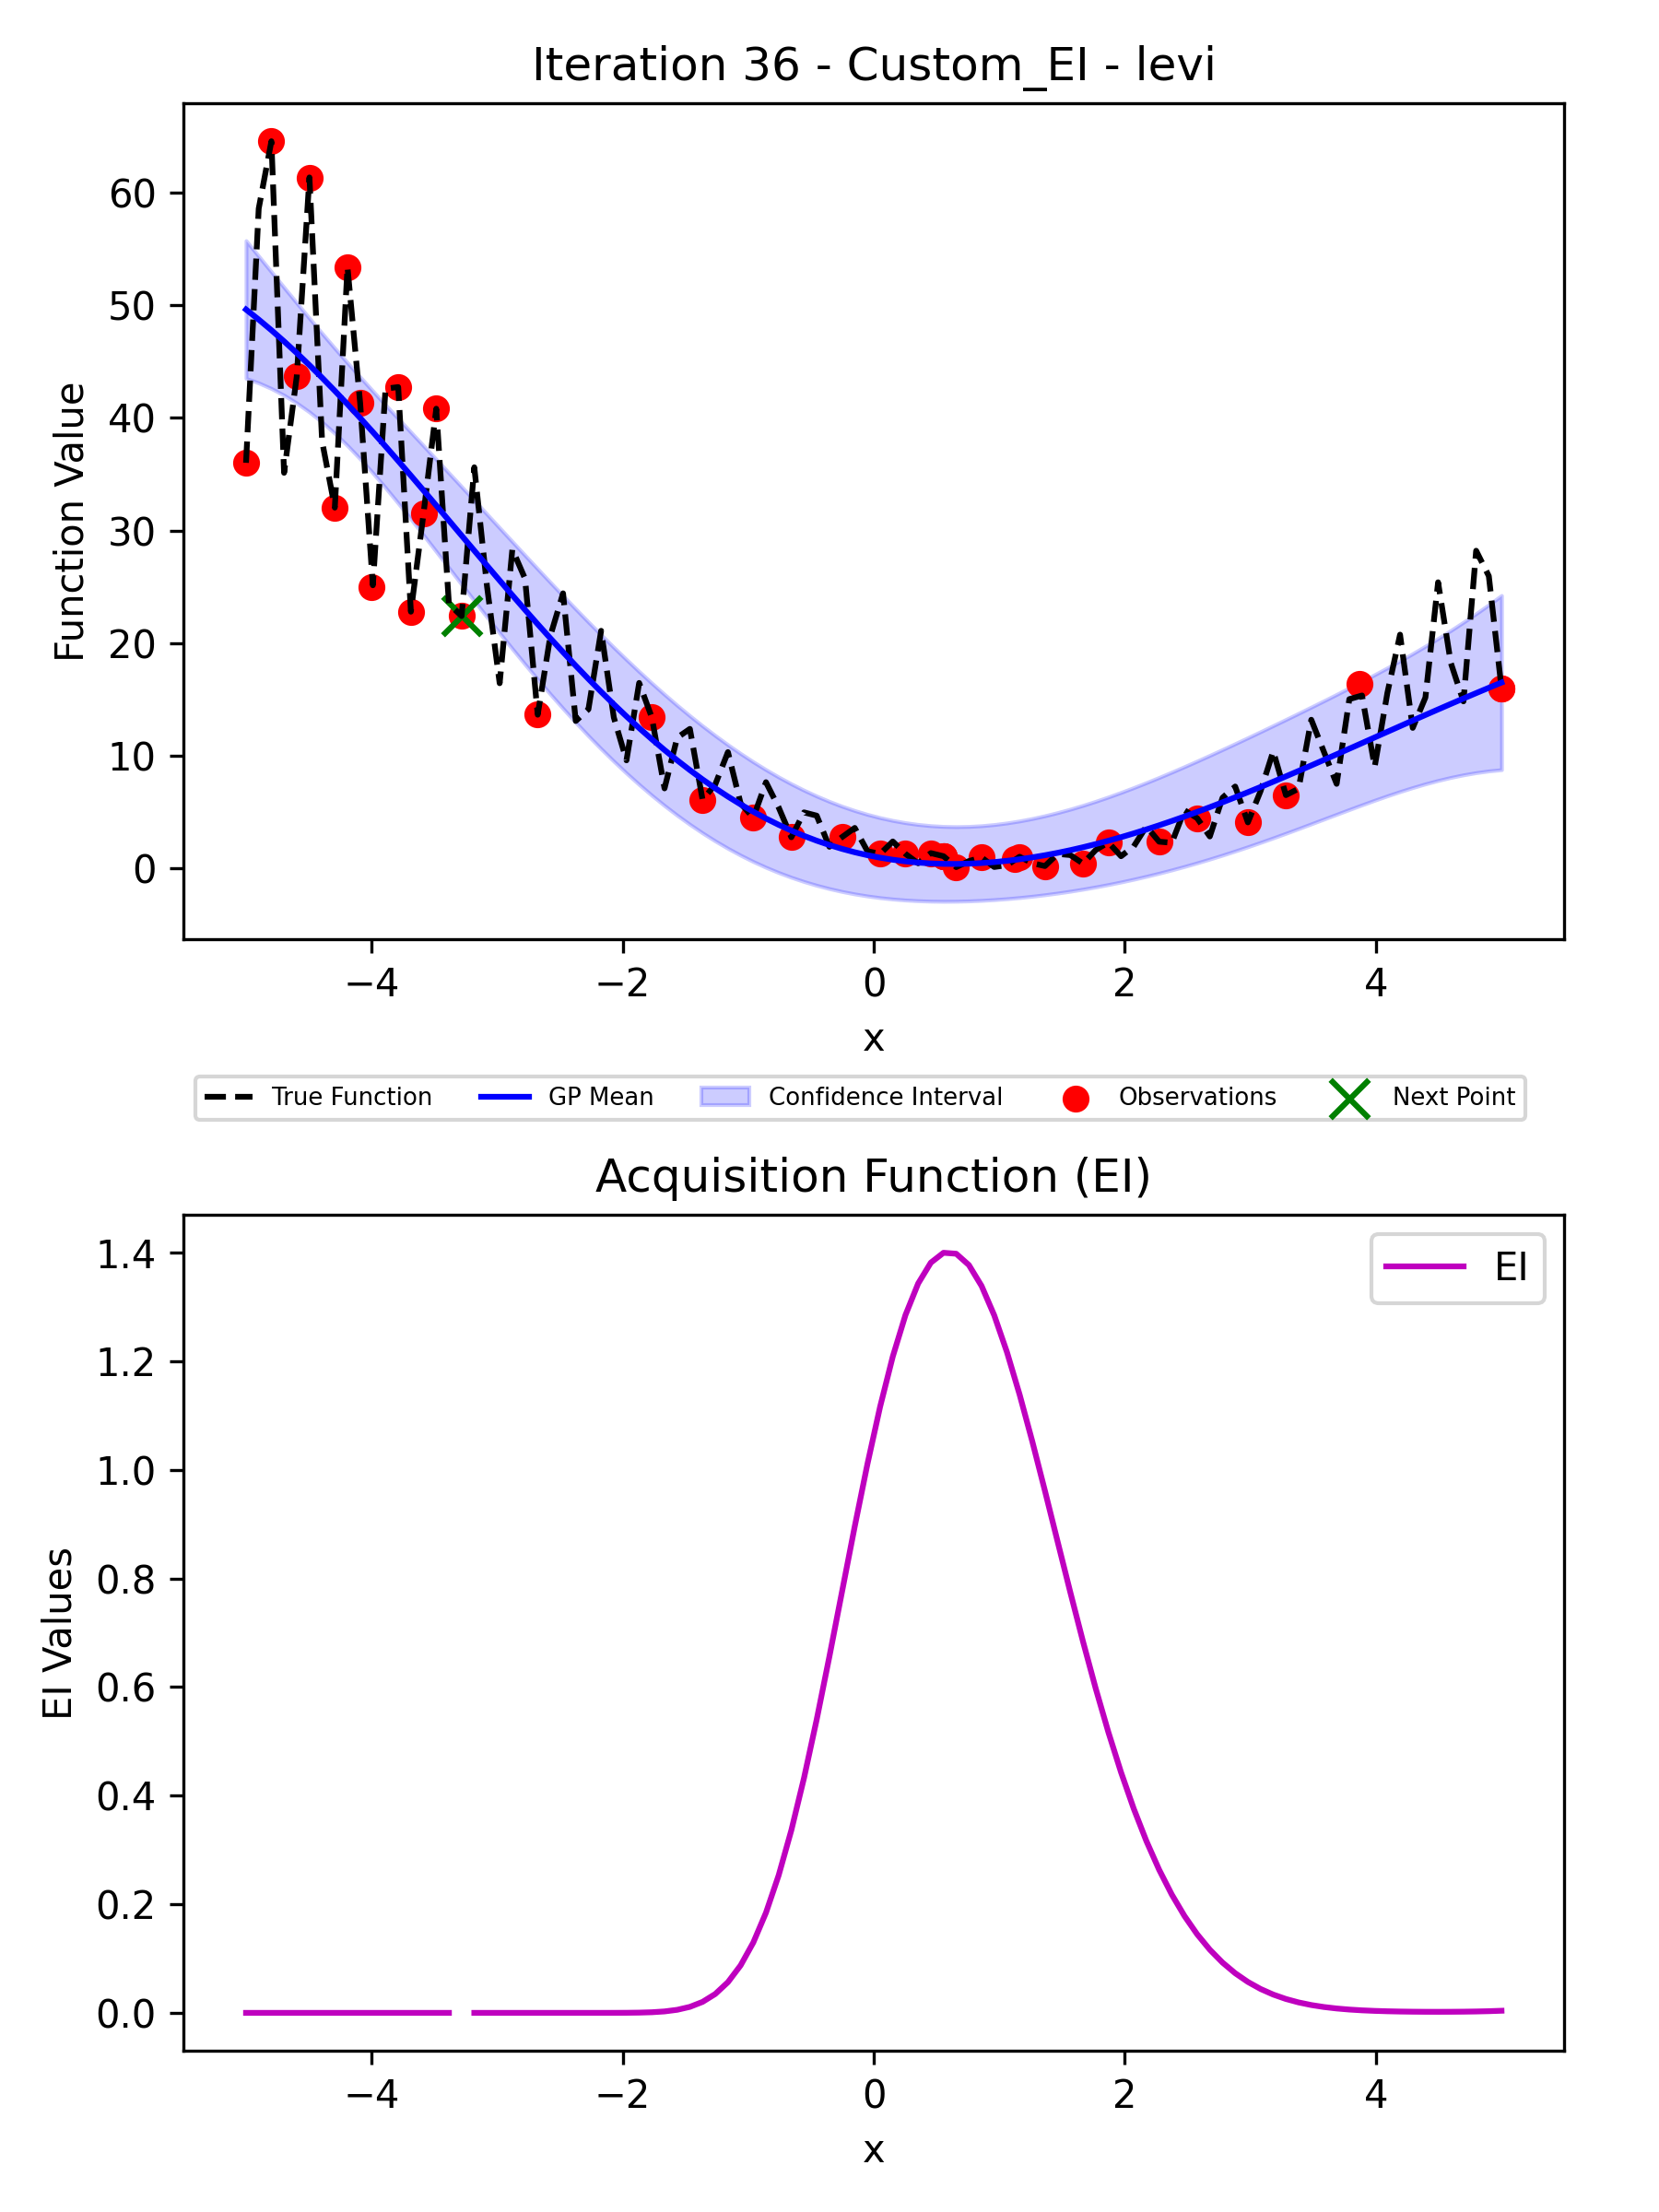 Iteration 36 - Custom_EI - levi
Function Value
60
50
40
30
20
10
0
−4 −2 0 2 4
x
True Function GP Mean Confidence Interval Observations Next Point
Acquisition Function (EI)
EI Values
1.4
1.2
1.0
0.8
0.6
0.4
0.2
0.0
EI
−4 −2 0 2 4
x